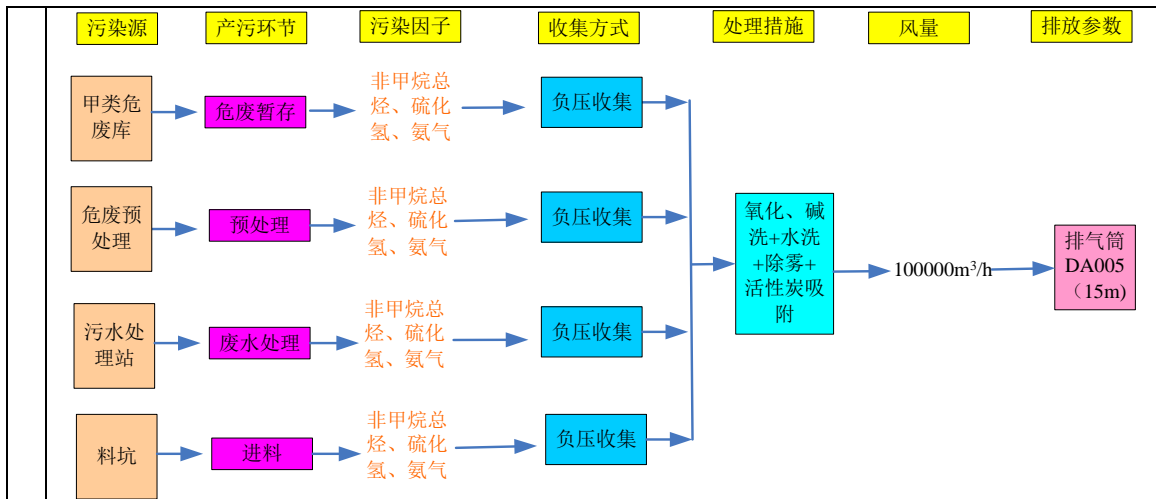 污染源 产污环节 污染因子 收集方式 处理措施 风量 排放参数
甲类危
废库
危废暂存
非甲烷总
烃、硫化
氢、氨气
负压收集
危废预
处理
预处理
非甲烷总
烃、硫化
氢、氨气
负压收集
污水处
理站
废水处理
非甲烷总
烃、硫化
氢、氨气
负压收集
料坑
进料
非甲烷总
烃、硫化
氢、氨气
负压收集
氧化、碱
洗+水洗
+除雾+
活性炭吸
附
100000m³/h
排气筒
DA005
（15m)